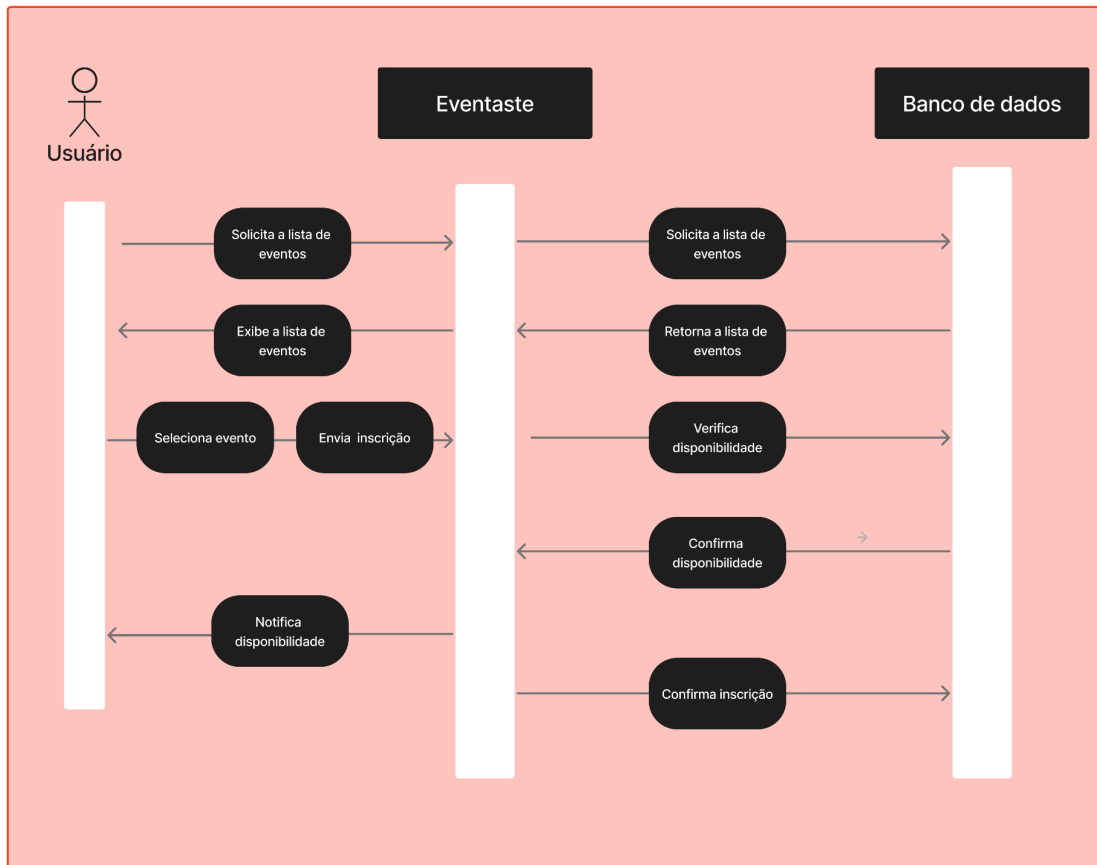 Eventaste
Banco de dados
Usuário
Solicita a lista de
eventos
Solicita a lista de
eventos
Exibe a lista de
eventos
Retorna a lista de
eventos
Seleciona evento
Envia inscrição
Verifica
disponibilidade
Confirma
disponibilidade
Notifica
disponibilidade
Confirma inscrição